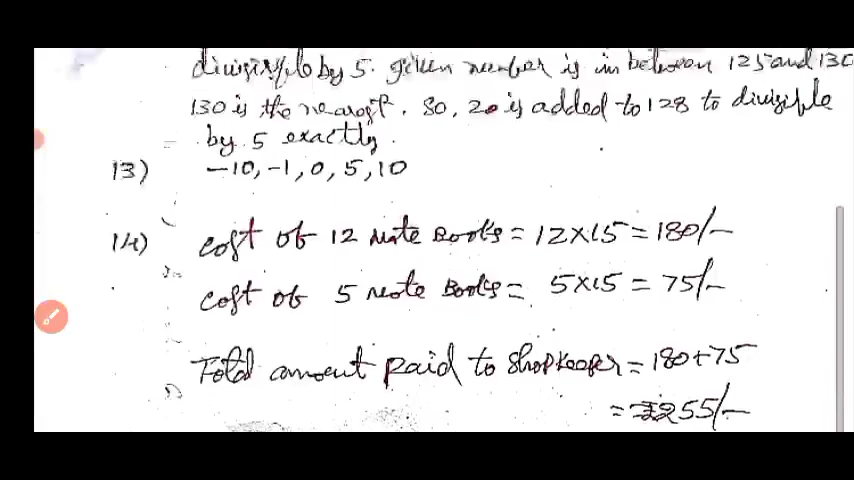 divisible by 5. given number is in between 125 and 130
130 is the nearest. So, 2 is added to 128 to divisible
by 5 exactly.
13) -10, -1, 0, 5, 10
14) cost of 12 note books = 12×15 = 180/-
cost of 5 note books = 5×15 = 75/-
Total amount paid to shopkeeper = 180+75
= 255/-